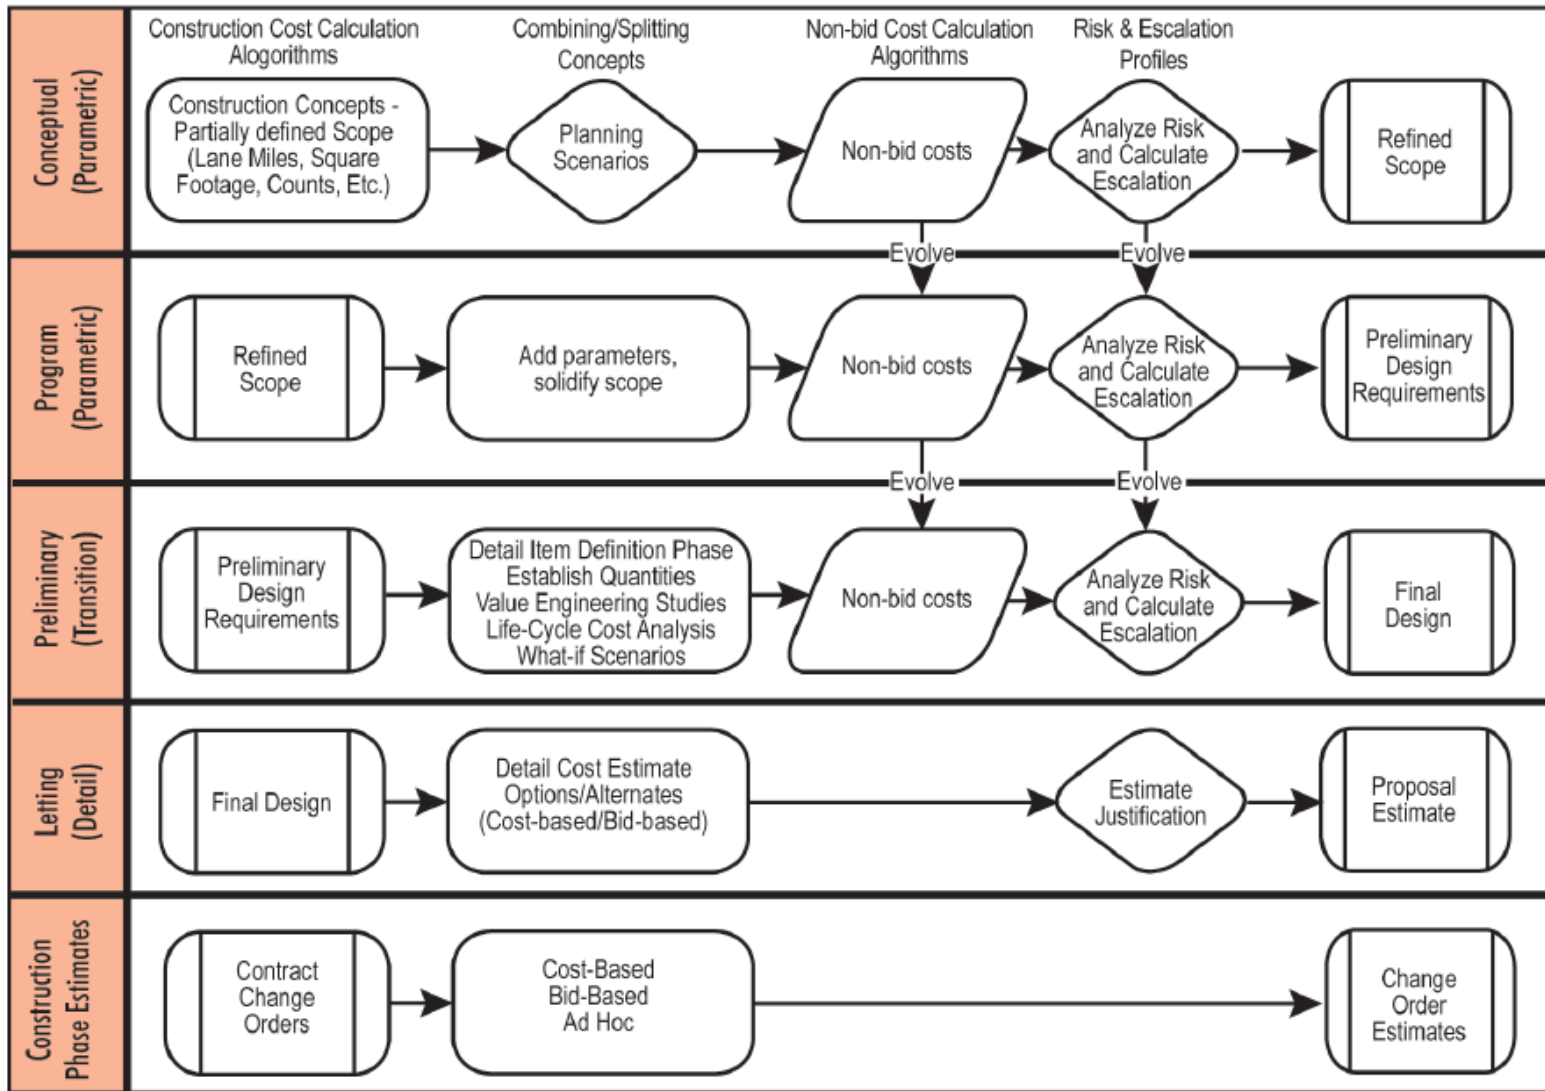 Construction Cost Calculation
Alogorithms
Combining/Splitting
Concepts
Non-bid Cost Calculation
Algorithms
Risk & Escalation
Profiles
Conceptual
(Parametric)
Construction Concepts -
Partially defined Scope
(Lane Miles, Square
Footage, Counts, Etc.)
Planning
Scenarios
Non-bid costs
Analyze Risk
and Calculate
Escalation
Refined
Scope
Evolve
Evolve
Program
(Parametric)
Refined
Scope
Add parameters,
solidify scope
Non-bid costs
Analyze Risk
and Calculate
Escalation
Preliminary
Design
Requirements
Evolve
Evolve
Preliminary
(Transition)
Preliminary
Design
Requirements
Detail Item Definition Phase
Establish Quantities
Value Engineering Studies
Life-Cycle Cost Analysis
What-if Scenarios
Non-bid costs
Analyze Risk
and Calculate
Escalation
Final
Design
Letting
(Detail)
Final Design
Detail Cost Estimate
Options/Alternates
(Cost-based/Bid-based)
Estimate
Justification
Proposal
Estimate
Construction
Phase Estimates
Contract
Change
Orders
Cost-Based
Bid-Based
Ad Hoc
Change
Order
Estimates